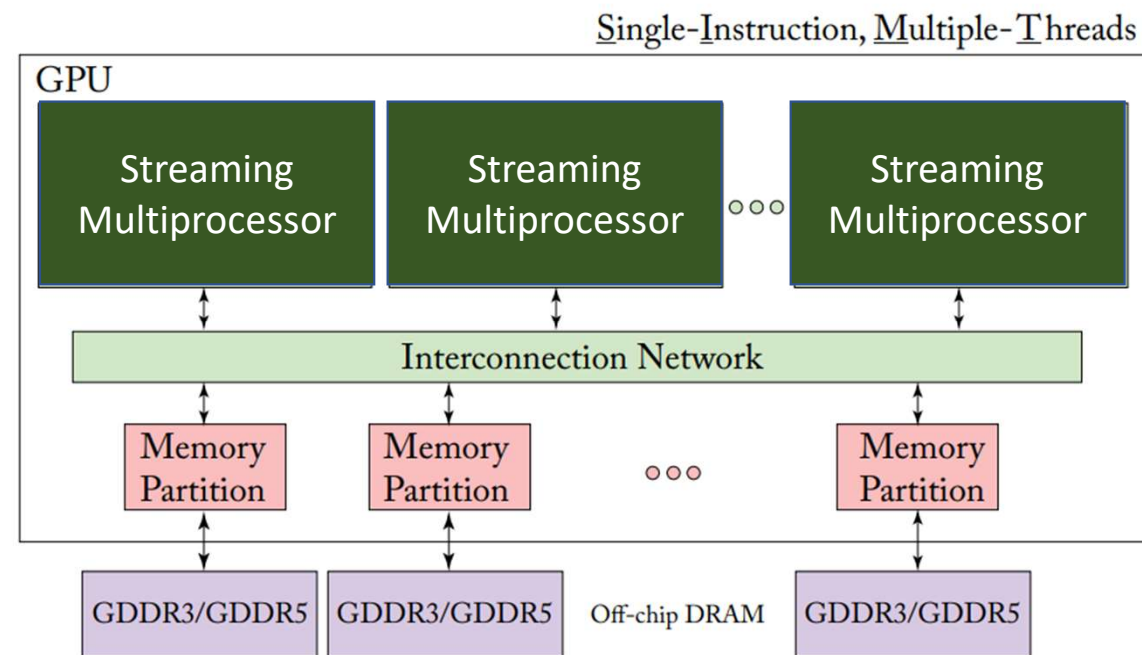 Single-Instruction, Multiple-Threads
GPU
Streaming
Multiprocessor
Streaming
Multiprocessor
Streaming
Multiprocessor
Interconnection Network
Memory
Partition
Memory
Partition
Memory
Partition
GDDR3/GDDR5
GDDR3/GDDR5
Off-chip DRAM
GDDR3/GDDR5